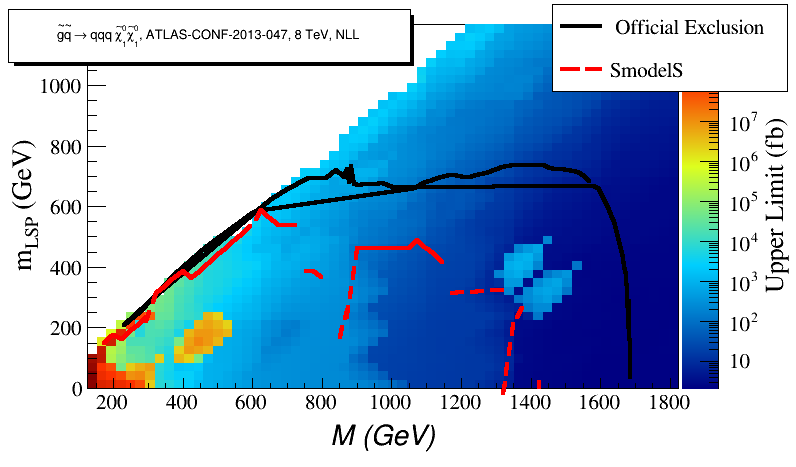 g̃q̃ → qqq χ̃⁰₁χ̃⁰₁, ATLAS-CONF-2013-047, 8 TeV, NLL
Official Exclusion
SmodelS
1000
800
600
400
200
0
m_LSP (GeV)
200 400 600 800 1000 1200 1400 1600 1800
M (GeV)
10⁷
10⁶
10⁵
10⁴
10³
10²
10
Upper Limit (fb)